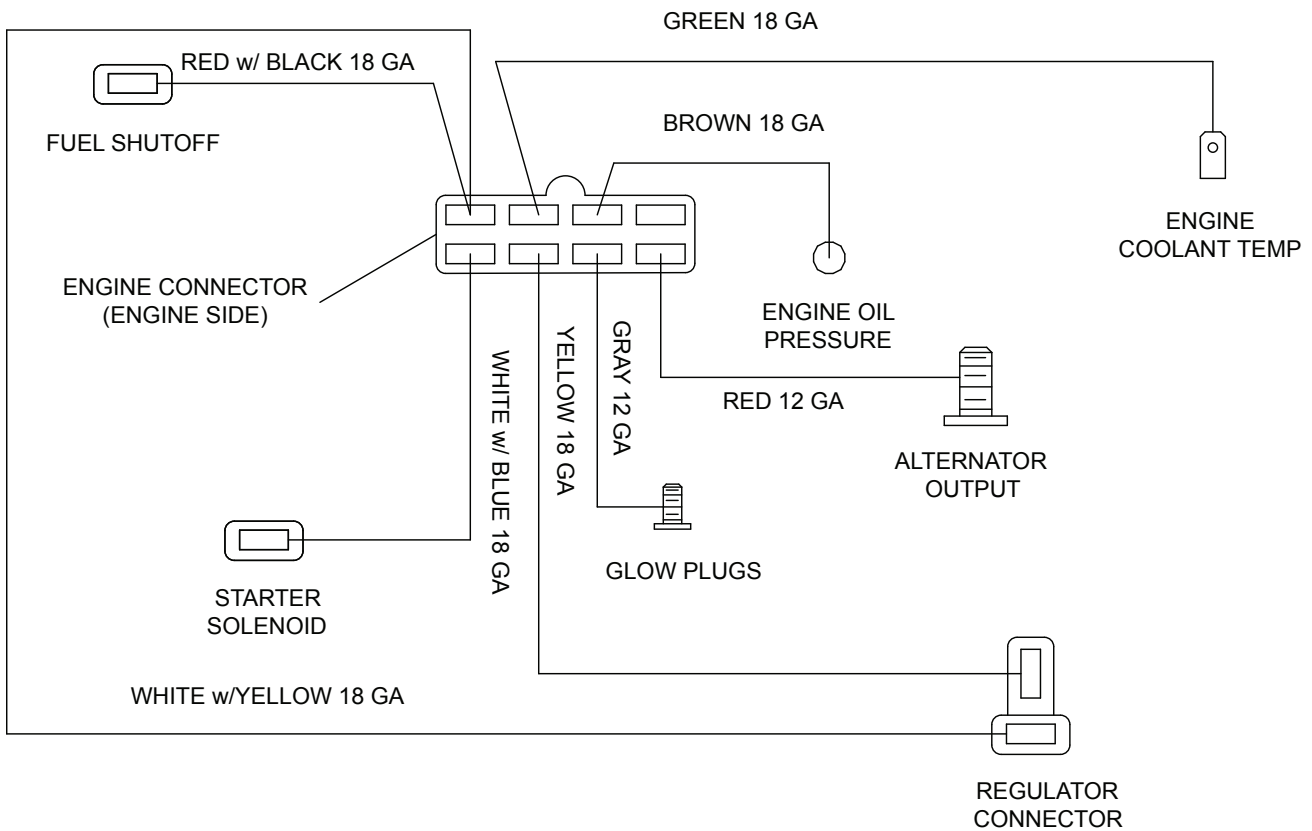 GREEN 18 GA
RED w/ BLACK 18 GA
FUEL SHUTOFF
BROWN 18 GA
ENGINE
COOLANT TEMP
ENGINE CONNECTOR
(ENGINE SIDE)
ENGINE OIL
PRESSURE
WHITE w/ BLUE 18 GA
YELLOW 18 GA
GRAY 12 GA
RED 12 GA
ALTERNATOR
OUTPUT
GLOW PLUGS
STARTER
SOLENOID
WHITE w/YELLOW 18 GA
REGULATOR
CONNECTOR